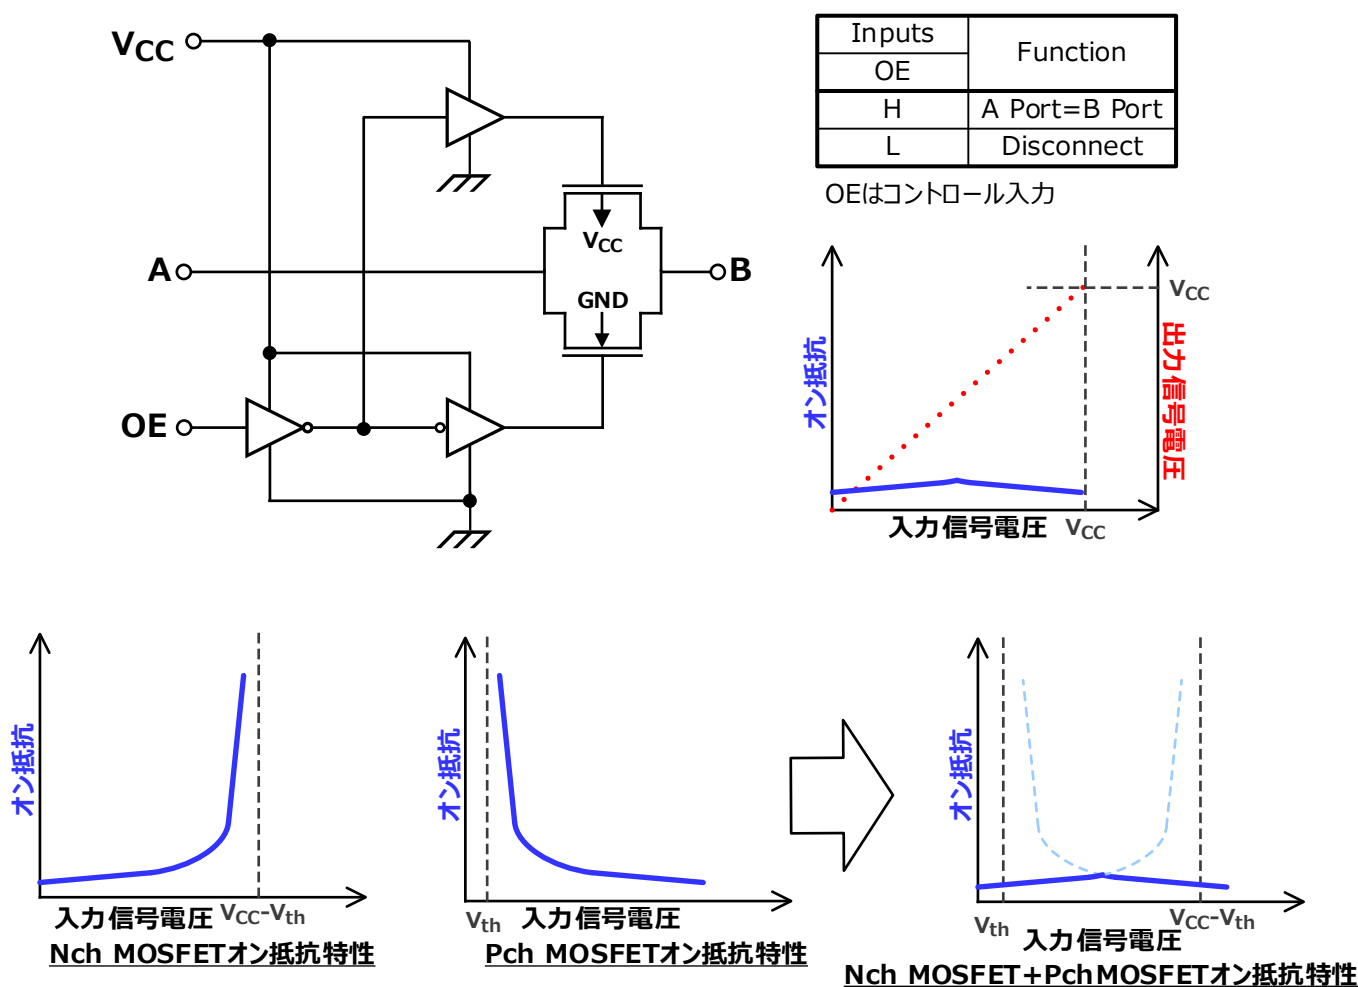 VCC
A
OE
VCC
GND
B
Inputs
OE
Function
H
A Port=B Port
L
Disconnect
OEはコントロール入力
オン抵抗
出力信号電圧
VCC
入力信号電圧
VCC
オン抵抗
入力信号電圧
VCC-Vth
Nch MOSFETオン抵抗特性
オン抵抗
Vth
入力信号電圧
Pch MOSFETオン抵抗特性
オン抵抗
Vth
入力信号電圧
VCC-Vth
Nch MOSFET+PchMOSFETオン抵抗特性